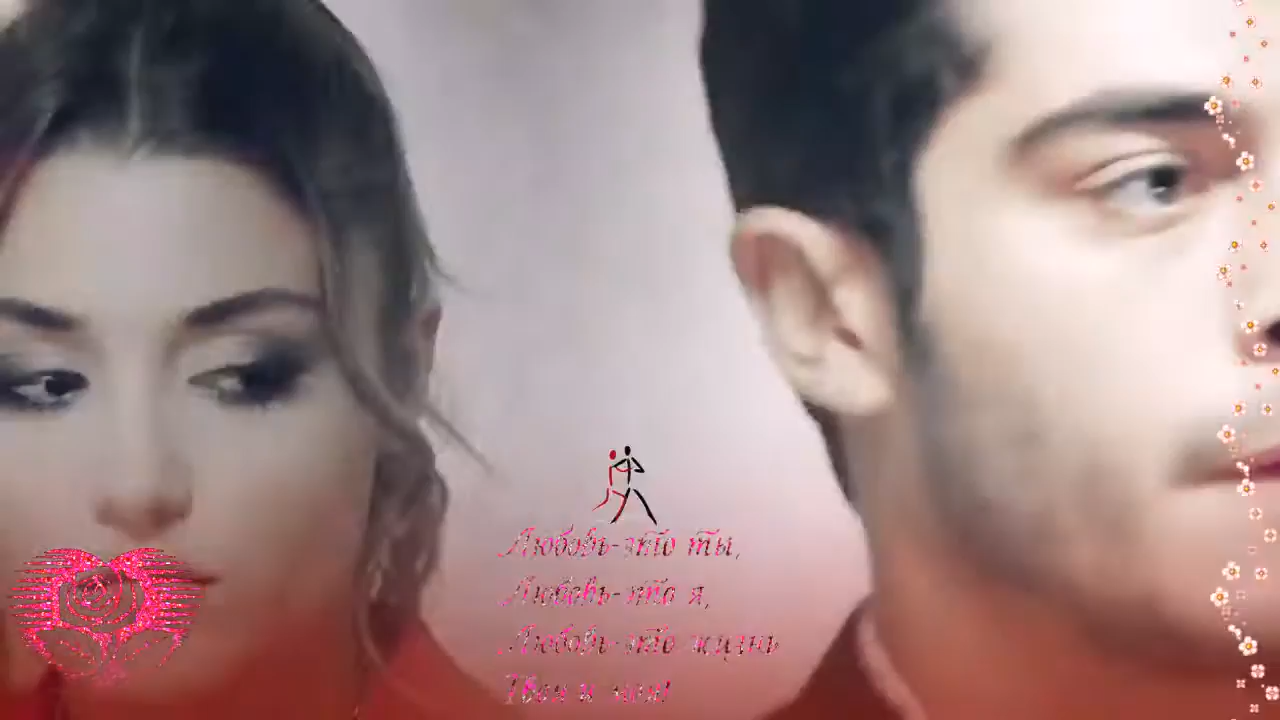 Любовь-это ты,
Любовь-это я,
Любовь-это жизнь
Твоя и моя!